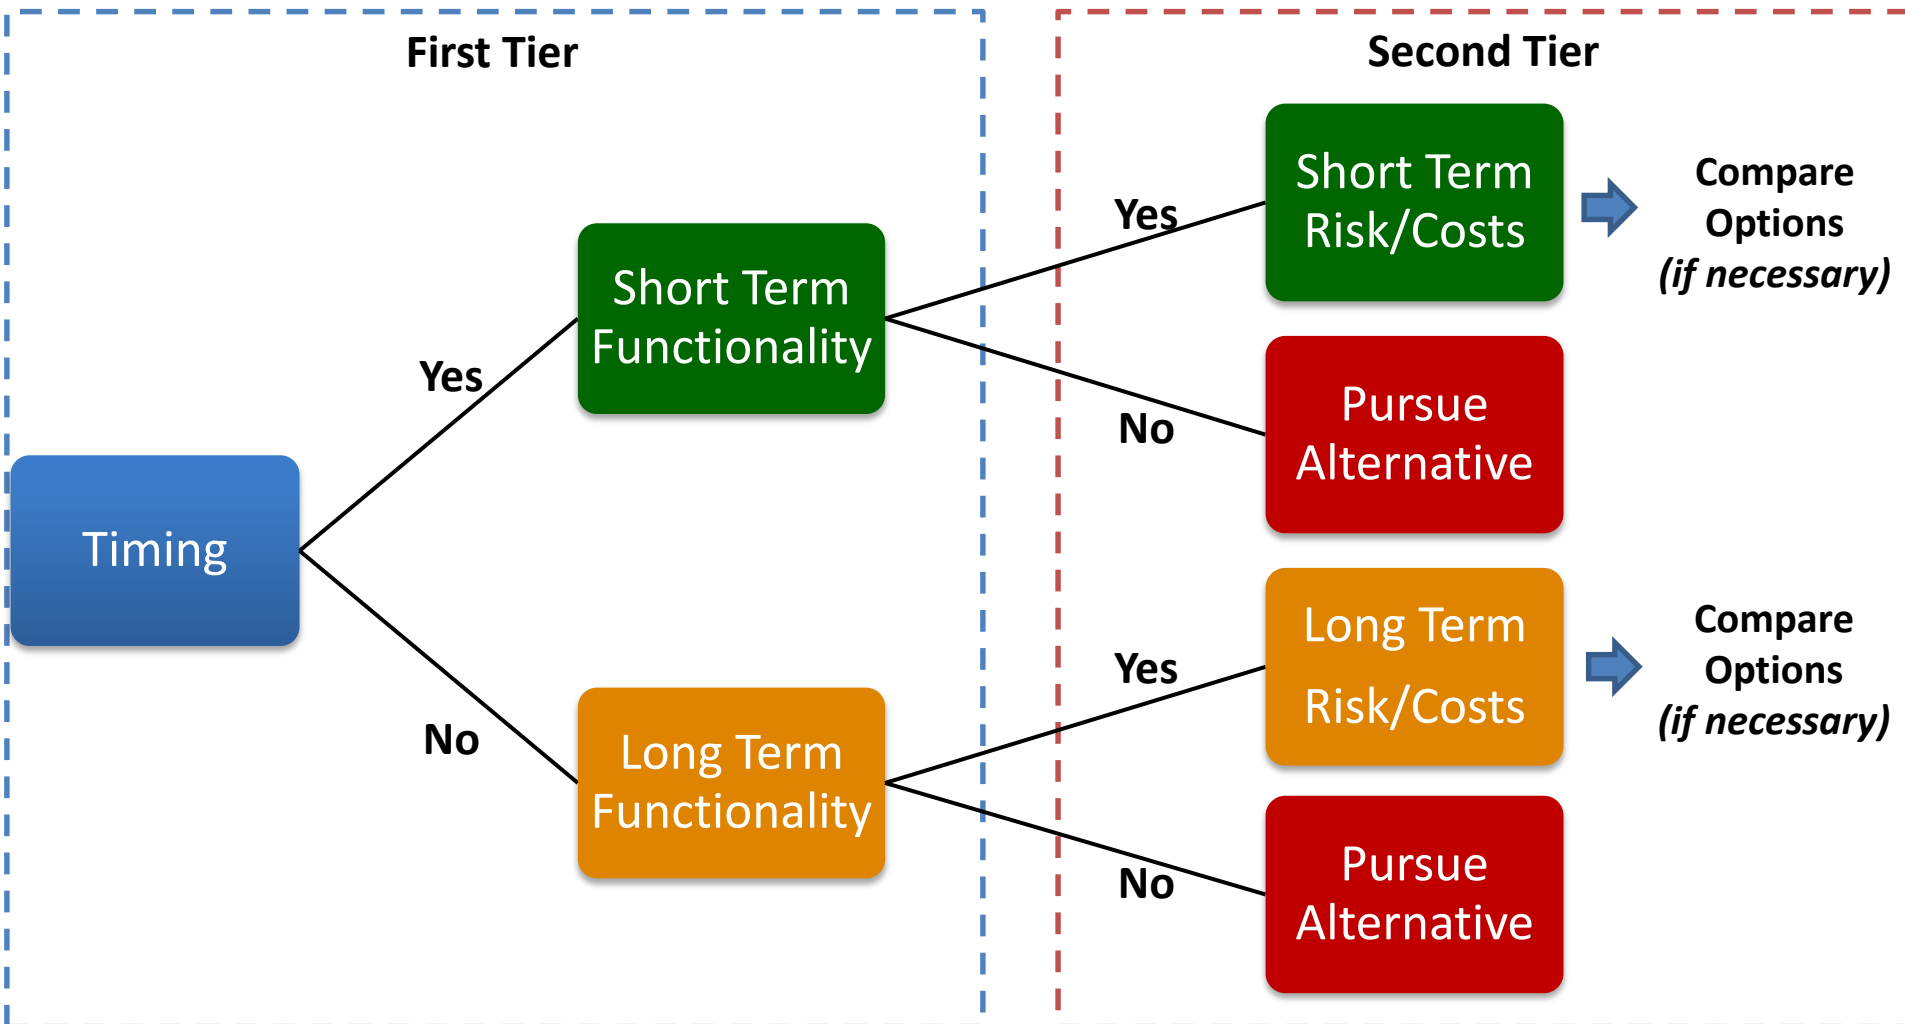 First Tier
Second Tier
Timing
Yes
No
Short Term
Functionality
Long Term
Functionality
Yes
No
Yes
No
Short Term
Risk/Costs
Pursue
Alternative
Long Term
Risk/Costs
Pursue
Alternative
Compare
Options
(if necessary)
Compare
Options
(if necessary)